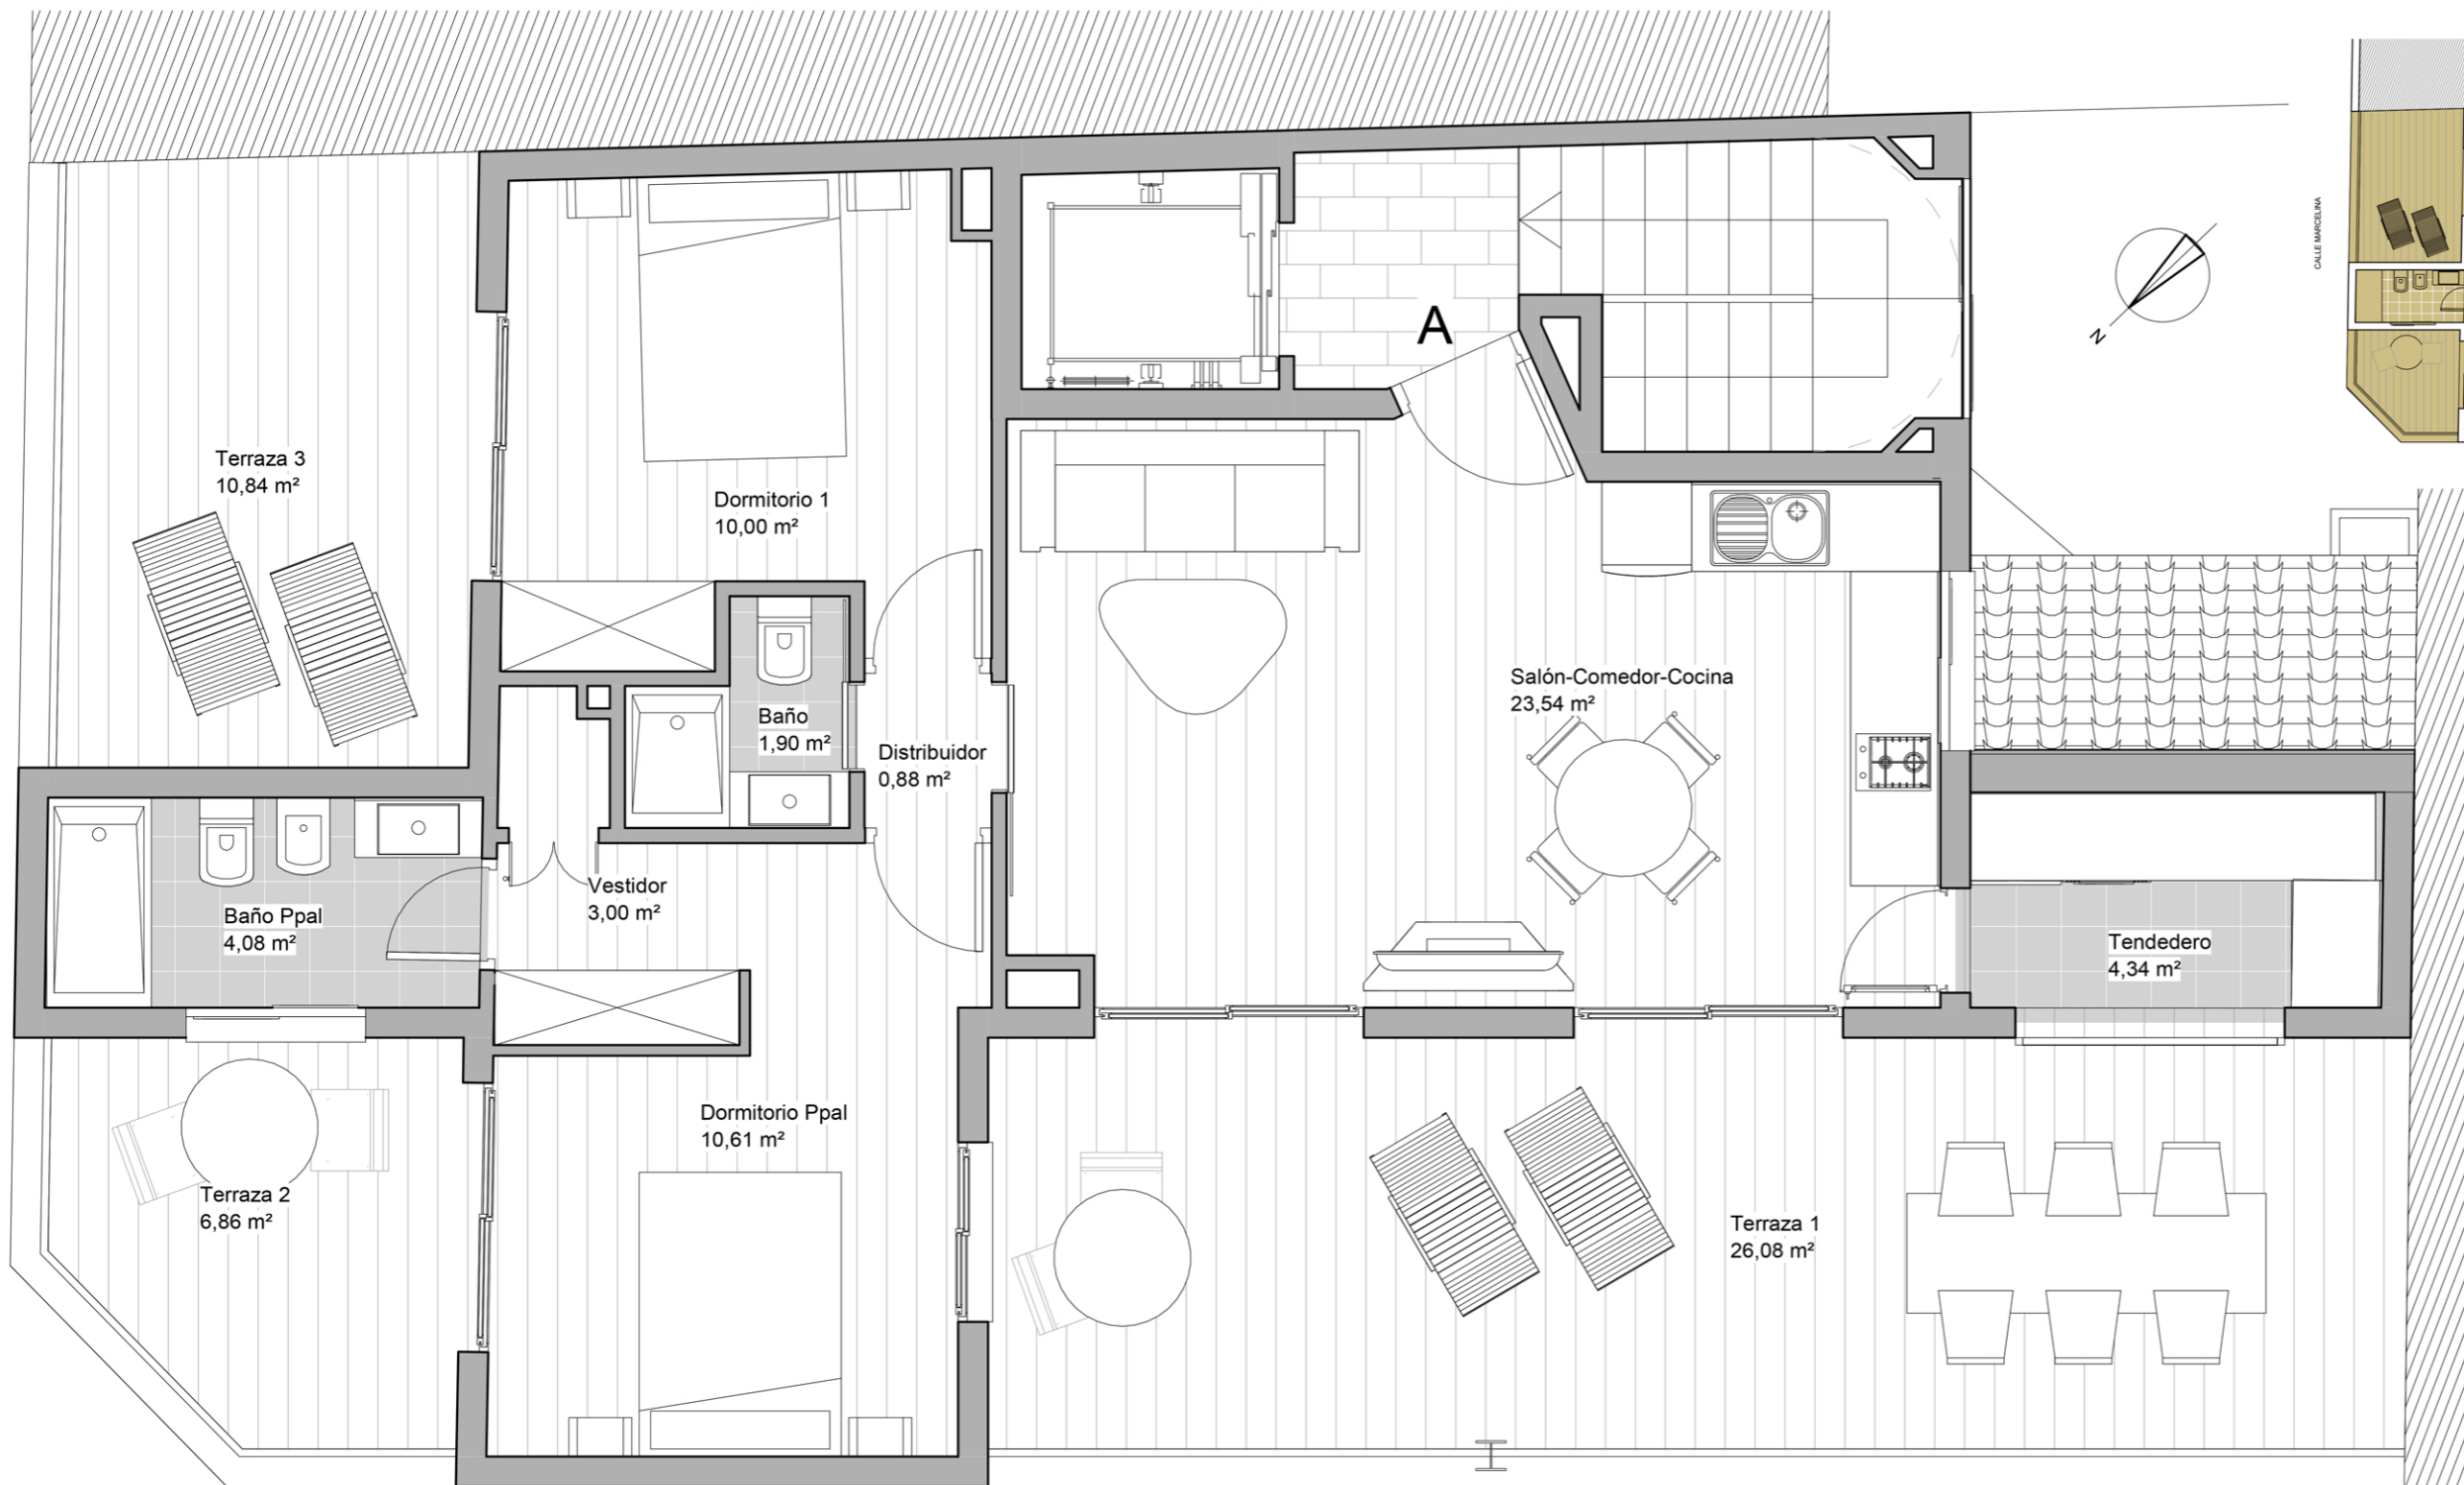 CALLE MARCELINA
A
N
Terraza 3
10,84 m²
Dormitorio 1
10,00 m²
Salón-Comedor-Cocina
23,54 m²
Baño
1,90 m²
Distribuidor
0,88 m²
Vestidor
3,00 m²
Baño Ppal
4,08 m²
Tendedero
4,34 m²
Dormitorio Ppal
10,61 m²
Terraza 2
6,86 m²
Terraza 1
26,08 m²